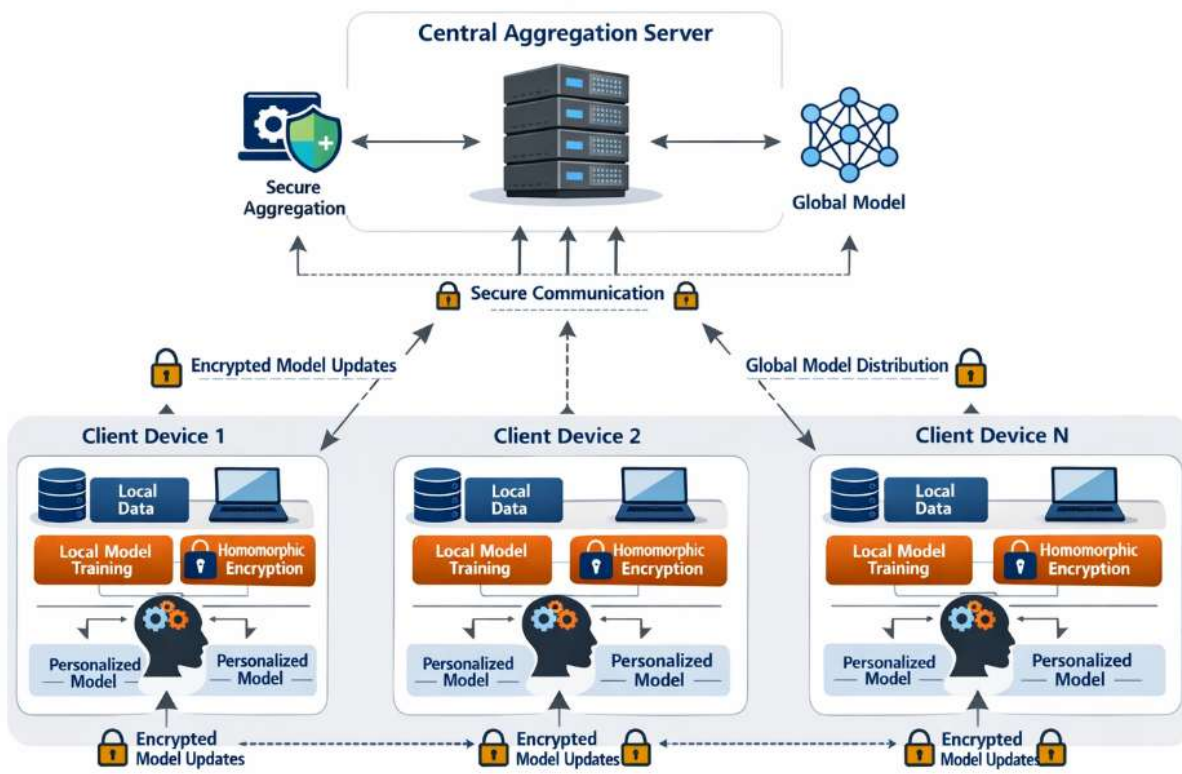 Central Aggregation Server
Secure
Aggregation
Global Model
Secure Communication
Encrypted Model Updates
Global Model Distribution
Client Device 1
Client Device 2
Client Device N
Local
Data
Local Model
Training
Homomorphic
Encryption
Personalized
Model
Personalized
Model
Local
Data
Local Model
Training
Homomorphic
Encryption
Personalized
Model
Personalized
Model
Local
Data
Local Model
Training
Homomorphic
Encryption
Personalized
Model
Personalized
Model
Encrypted
Model Updates
Encrypted
Model Updates
Encrypted
Model Updates